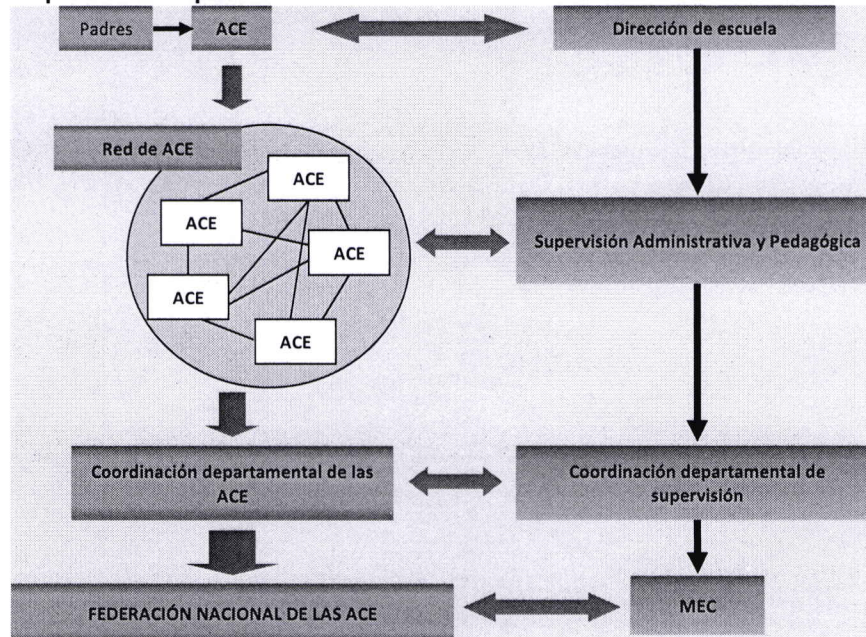 Padres
ACE
Dirección de escuela
Red de ACE
ACE
ACE
ACE
ACE
ACE
Supervisión Administrativa y Pedagógica
Coordinación departamental de las
ACE
Coordinación departamental de
supervisión
FEDERACIÓN NACIONAL DE LAS ACE
MEC